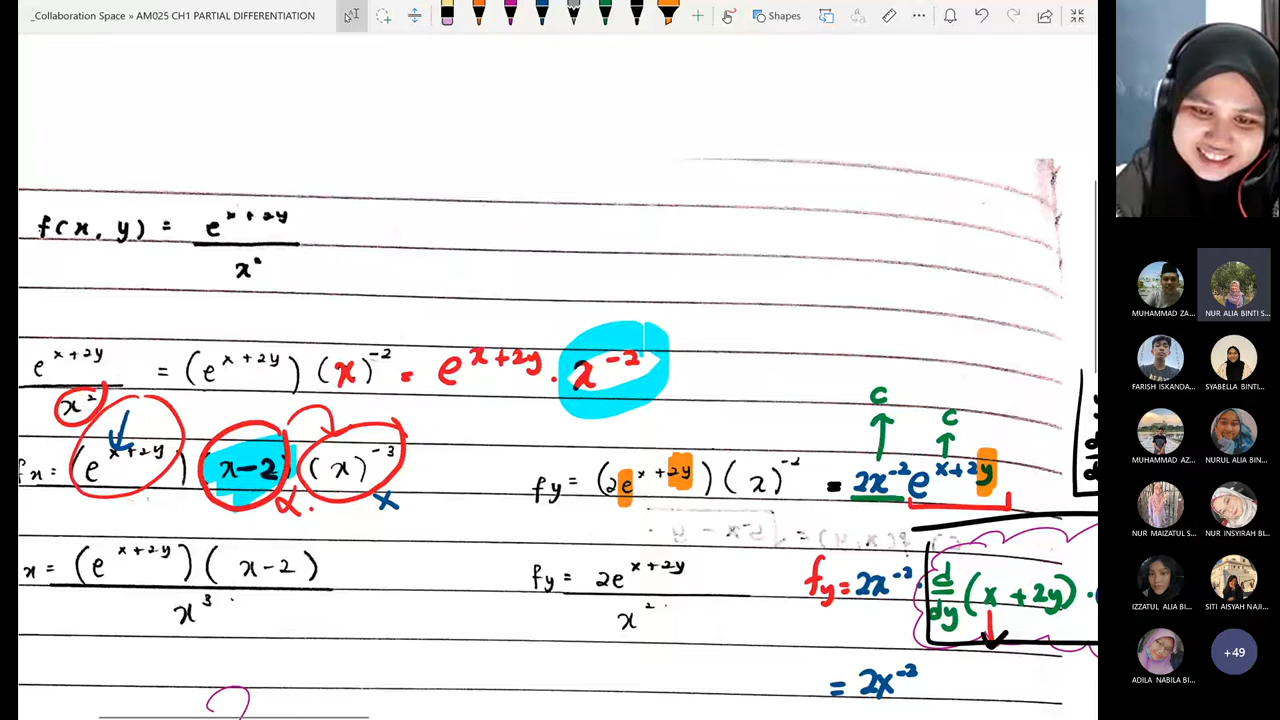 _Collaboration Space » AM025 CH1 PARTIAL DIFFERENTIATION
Shapes
f(x, y) = e^{x + 2y} / x²
e^{x + 2y} / x² = (e^{x + 2y}) (x)^{-2} = e^{x+2y} · x^{-2}
fx = (e^{x+2y}) (x-2) (x)^{-3}
x
x = (e^{x+2y}) (x-2) / x³
C
C
fy = (2e^{x+2y}) (x)^{-2} = 2x^{-2} e^{x+2y}
fy = 2e^{x+2y} / x²
fy = 2x^{-2} · d/dy (x + 2y) ·
= 2x^{-2}
MUHAMMAD ZA...
NUR ALIA BINTI S...
FARISH ISKANDA...
SYABELLA BINTI...
MUHAMMAD AZ...
NURUL ALIA BIN...
NUR MAIZATUL S...
NUR INSYIRAH BI...
IZZATUL ALIA BI...
SITI AISYAH NAJI...
ADILA NABILA BI...
+49